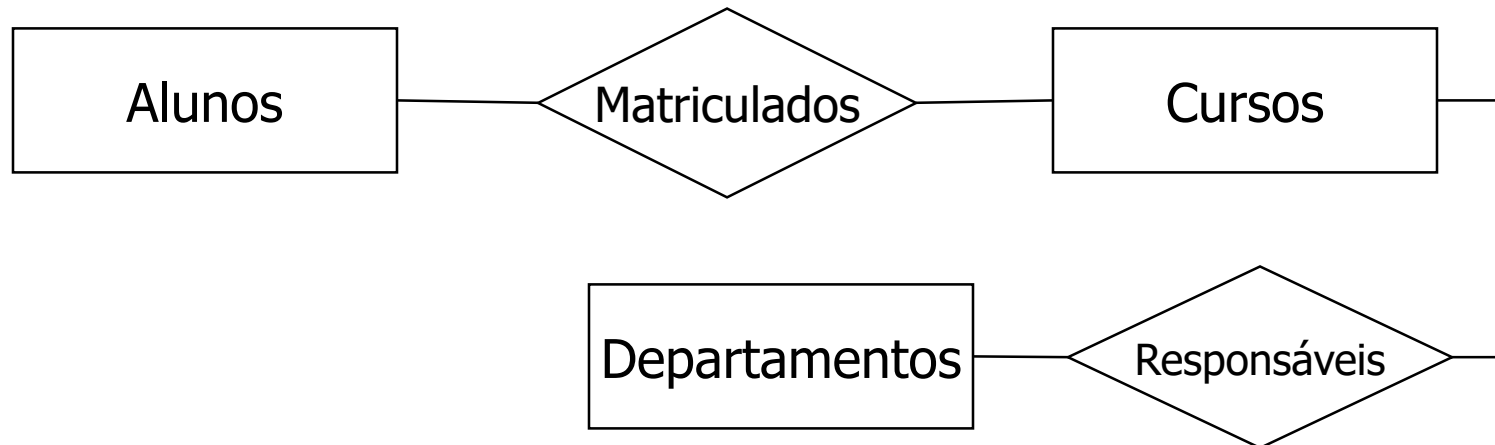 Alunos
Matriculados
Cursos
Departamentos
Responsáveis